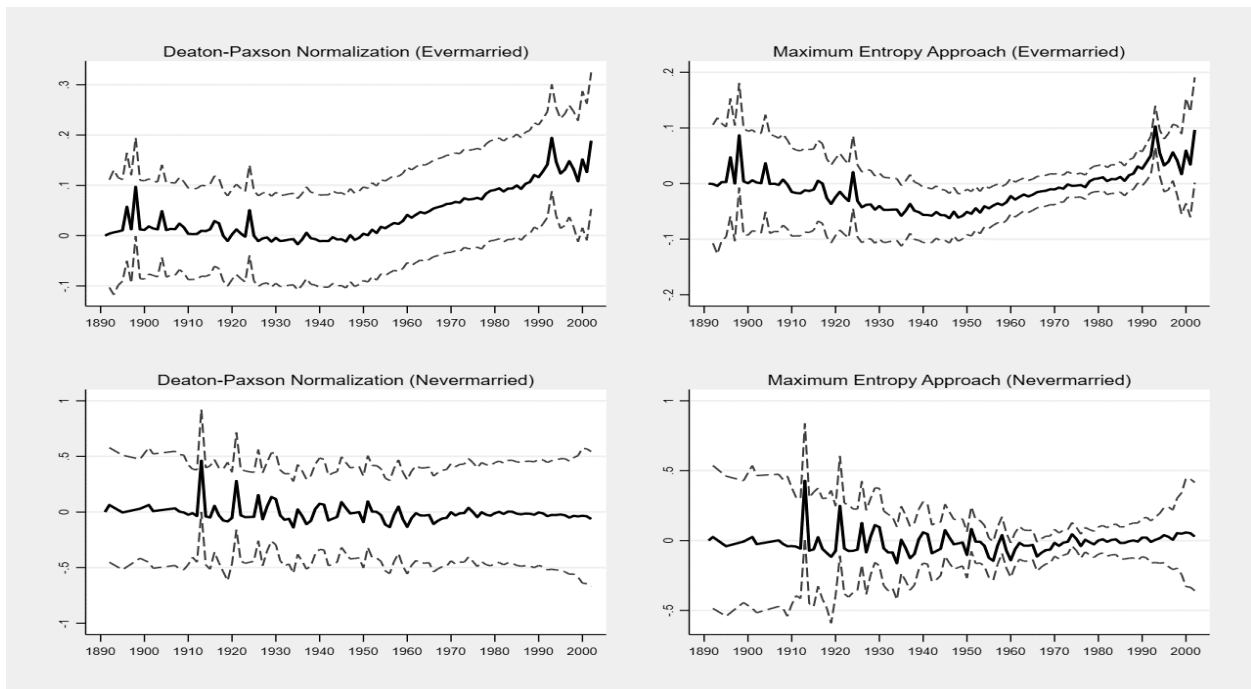 Deaton-Paxson Normalization (Evermarried)
.3
.2
.1
0
-.1
1890 1900 1910 1920 1930 1940 1950 1960 1970 1980 1990 2000
Maximum Entropy Approach (Evermarried)
.2
.1
0
-.1
-.2
1890 1900 1910 1920 1930 1940 1950 1960 1970 1980 1990 2000
Deaton-Paxson Normalization (Nevermarried)
1
.5
0
-.5
-1
1890 1900 1910 1920 1930 1940 1950 1960 1970 1980 1990 2000
Maximum Entropy Approach (Nevermarried)
1
.5
0
-.5
1890 1900 1910 1920 1930 1940 1950 1960 1970 1980 1990 2000